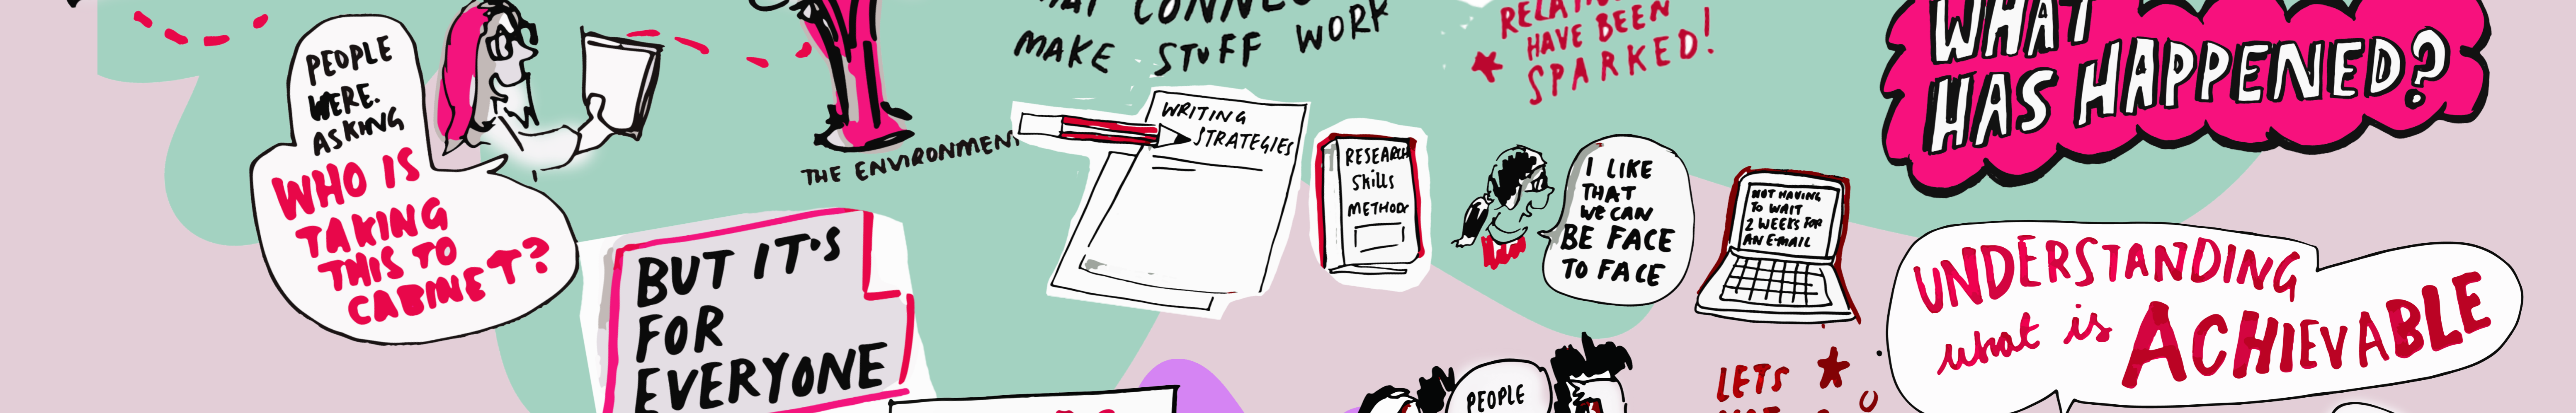 PEOPLE
WERE.
ASKING
WHO IS
TAKING
THIS TO
CABINET?
BUT IT'S
FOR
EVERYONE
THE ENVIRONMENT
MAKE STUFF WORK
WRITING
STRATEGIES
RESEARCH
SKills
METHODS
HAVE BEEN
SPARKED!
I LIKE
THAT
WE CAN
BE FACE
TO FACE
NOT HAVING
TO WAIT
2 WEEKS FOR
AN E-MAIL
WHAT
HAS HAPPENED?
UNDERSTANDING
what is ACHIEVABLE
PEOPLE
LETS